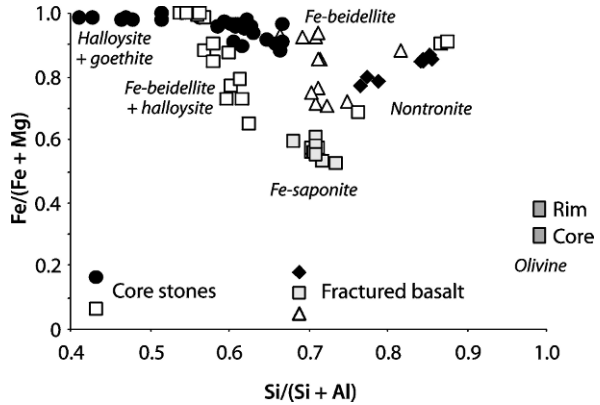 Fe/(Fe + Mg)
1.0
0.8
0.6
0.4
0.2
0
Halloysite
+ goethite
Fe-beidellite
Fe-beidellite
+ halloysite
Nontronite
Fe-saponite
Rim
Core
Olivine
Core stones
Fractured basalt
0.4
0.5
0.6
0.7
0.8
0.9
1.0
Si/(Si + Al)